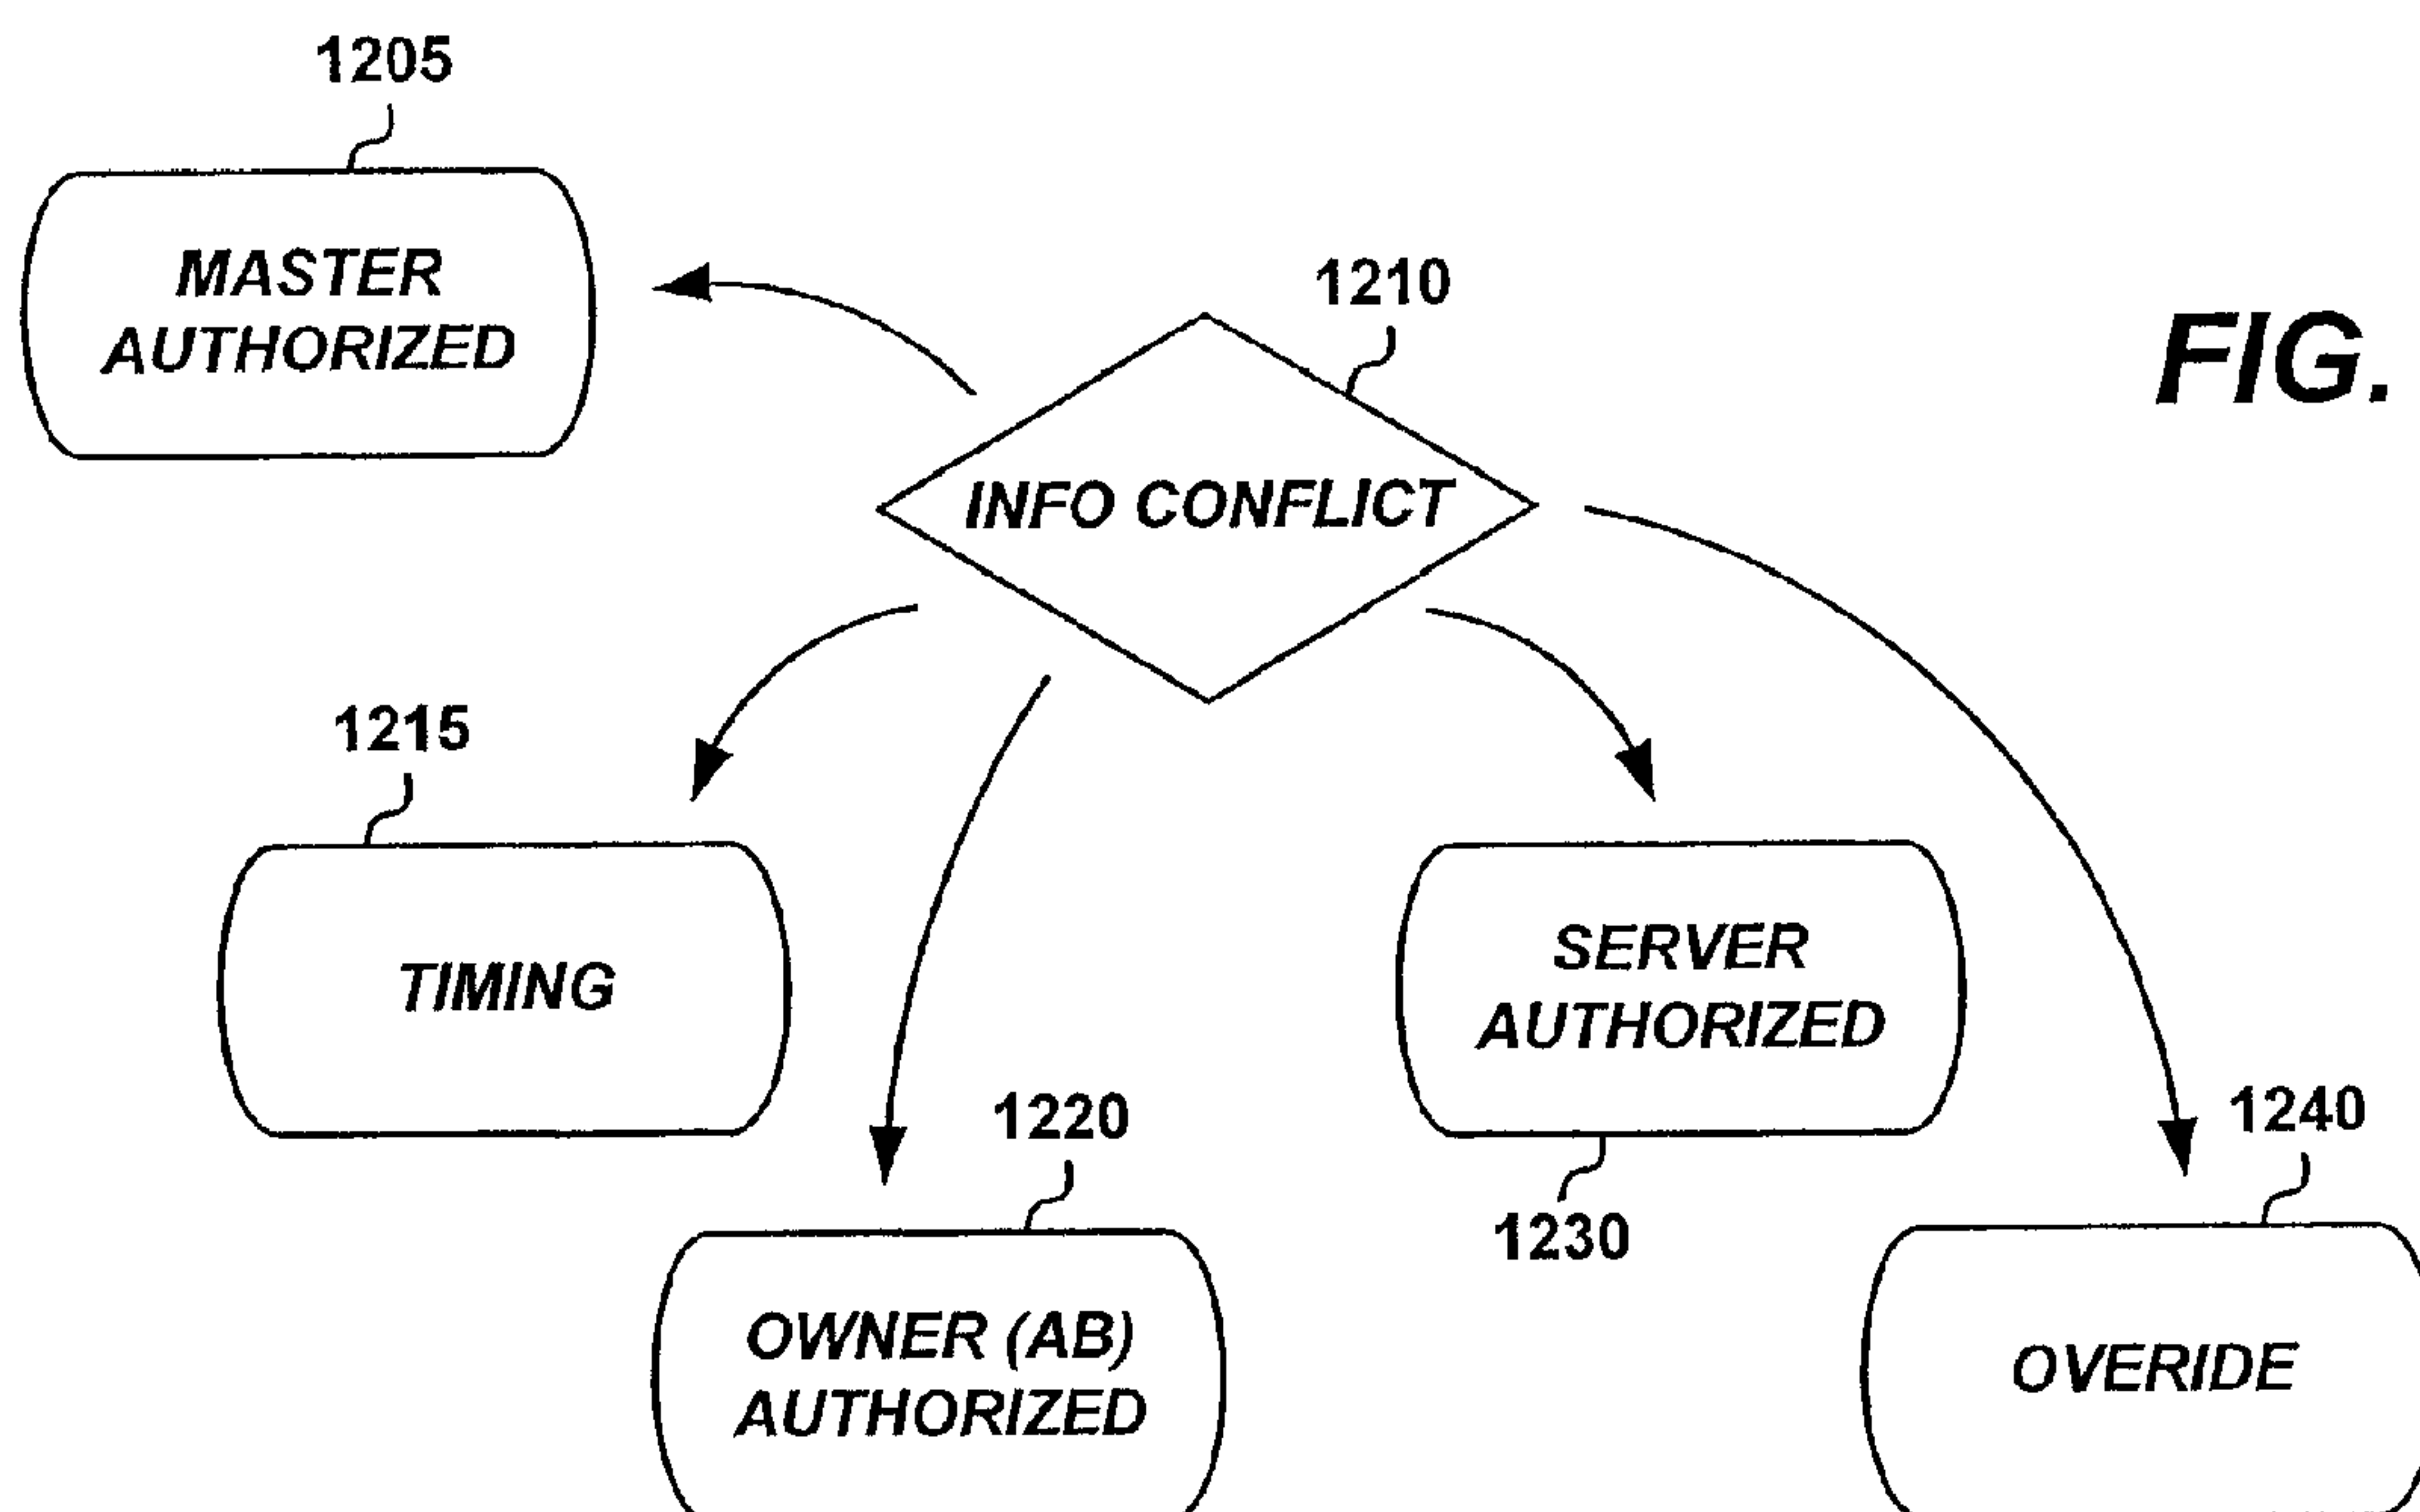 1205
MASTER
AUTHORIZED
1210
FIG.
INFO CONFLICT
1215
TIMING
SERVER
AUTHORIZED
1220
1230
1240
OWNER (AB)
AUTHORIZED
OVERIDE